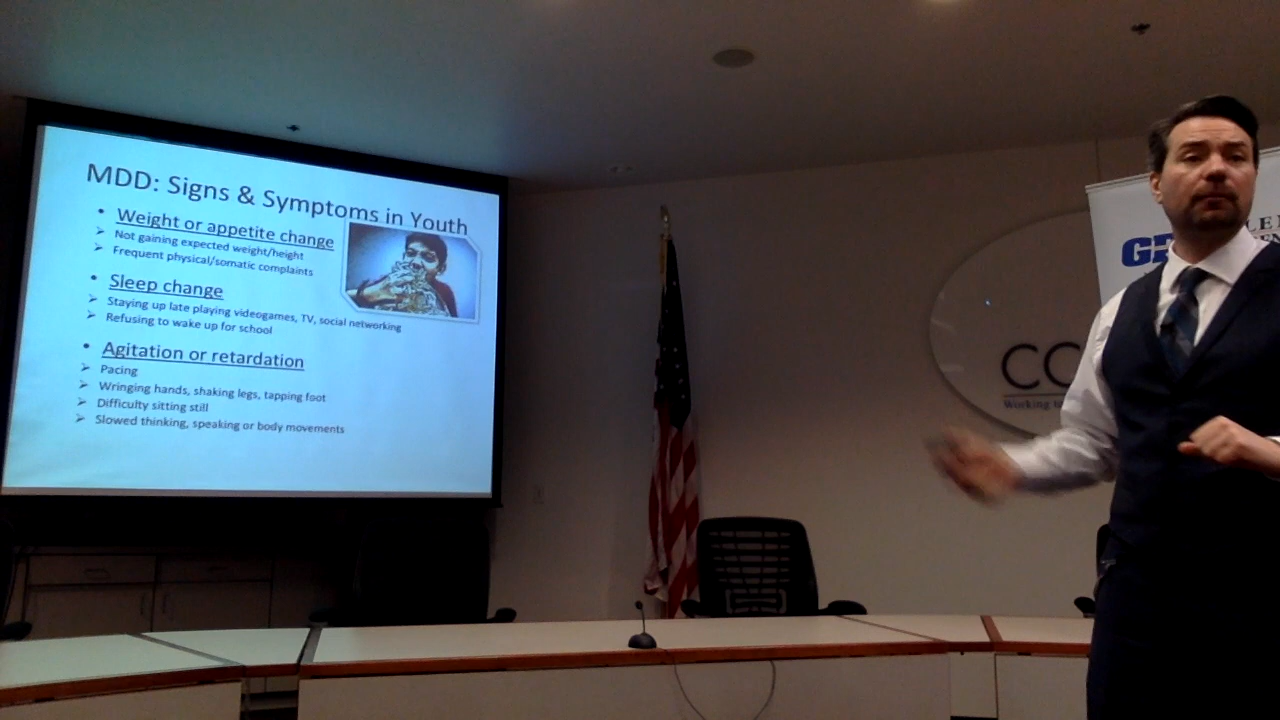 MDD: Signs & Symptoms in Youth
• Weight or appetite change
➢ Not gaining expected weight/height
➢ Frequent physical/somatic complaints
• Sleep change
➢ Staying up late playing videogames, TV, social networking
➢ Refusing to wake up for school
• Agitation or retardation
➢ Pacing
➢ Wringing hands, shaking legs, tapping foot
➢ Difficulty sitting still
➢ Slowed thinking, speaking or body movements
CC
Working